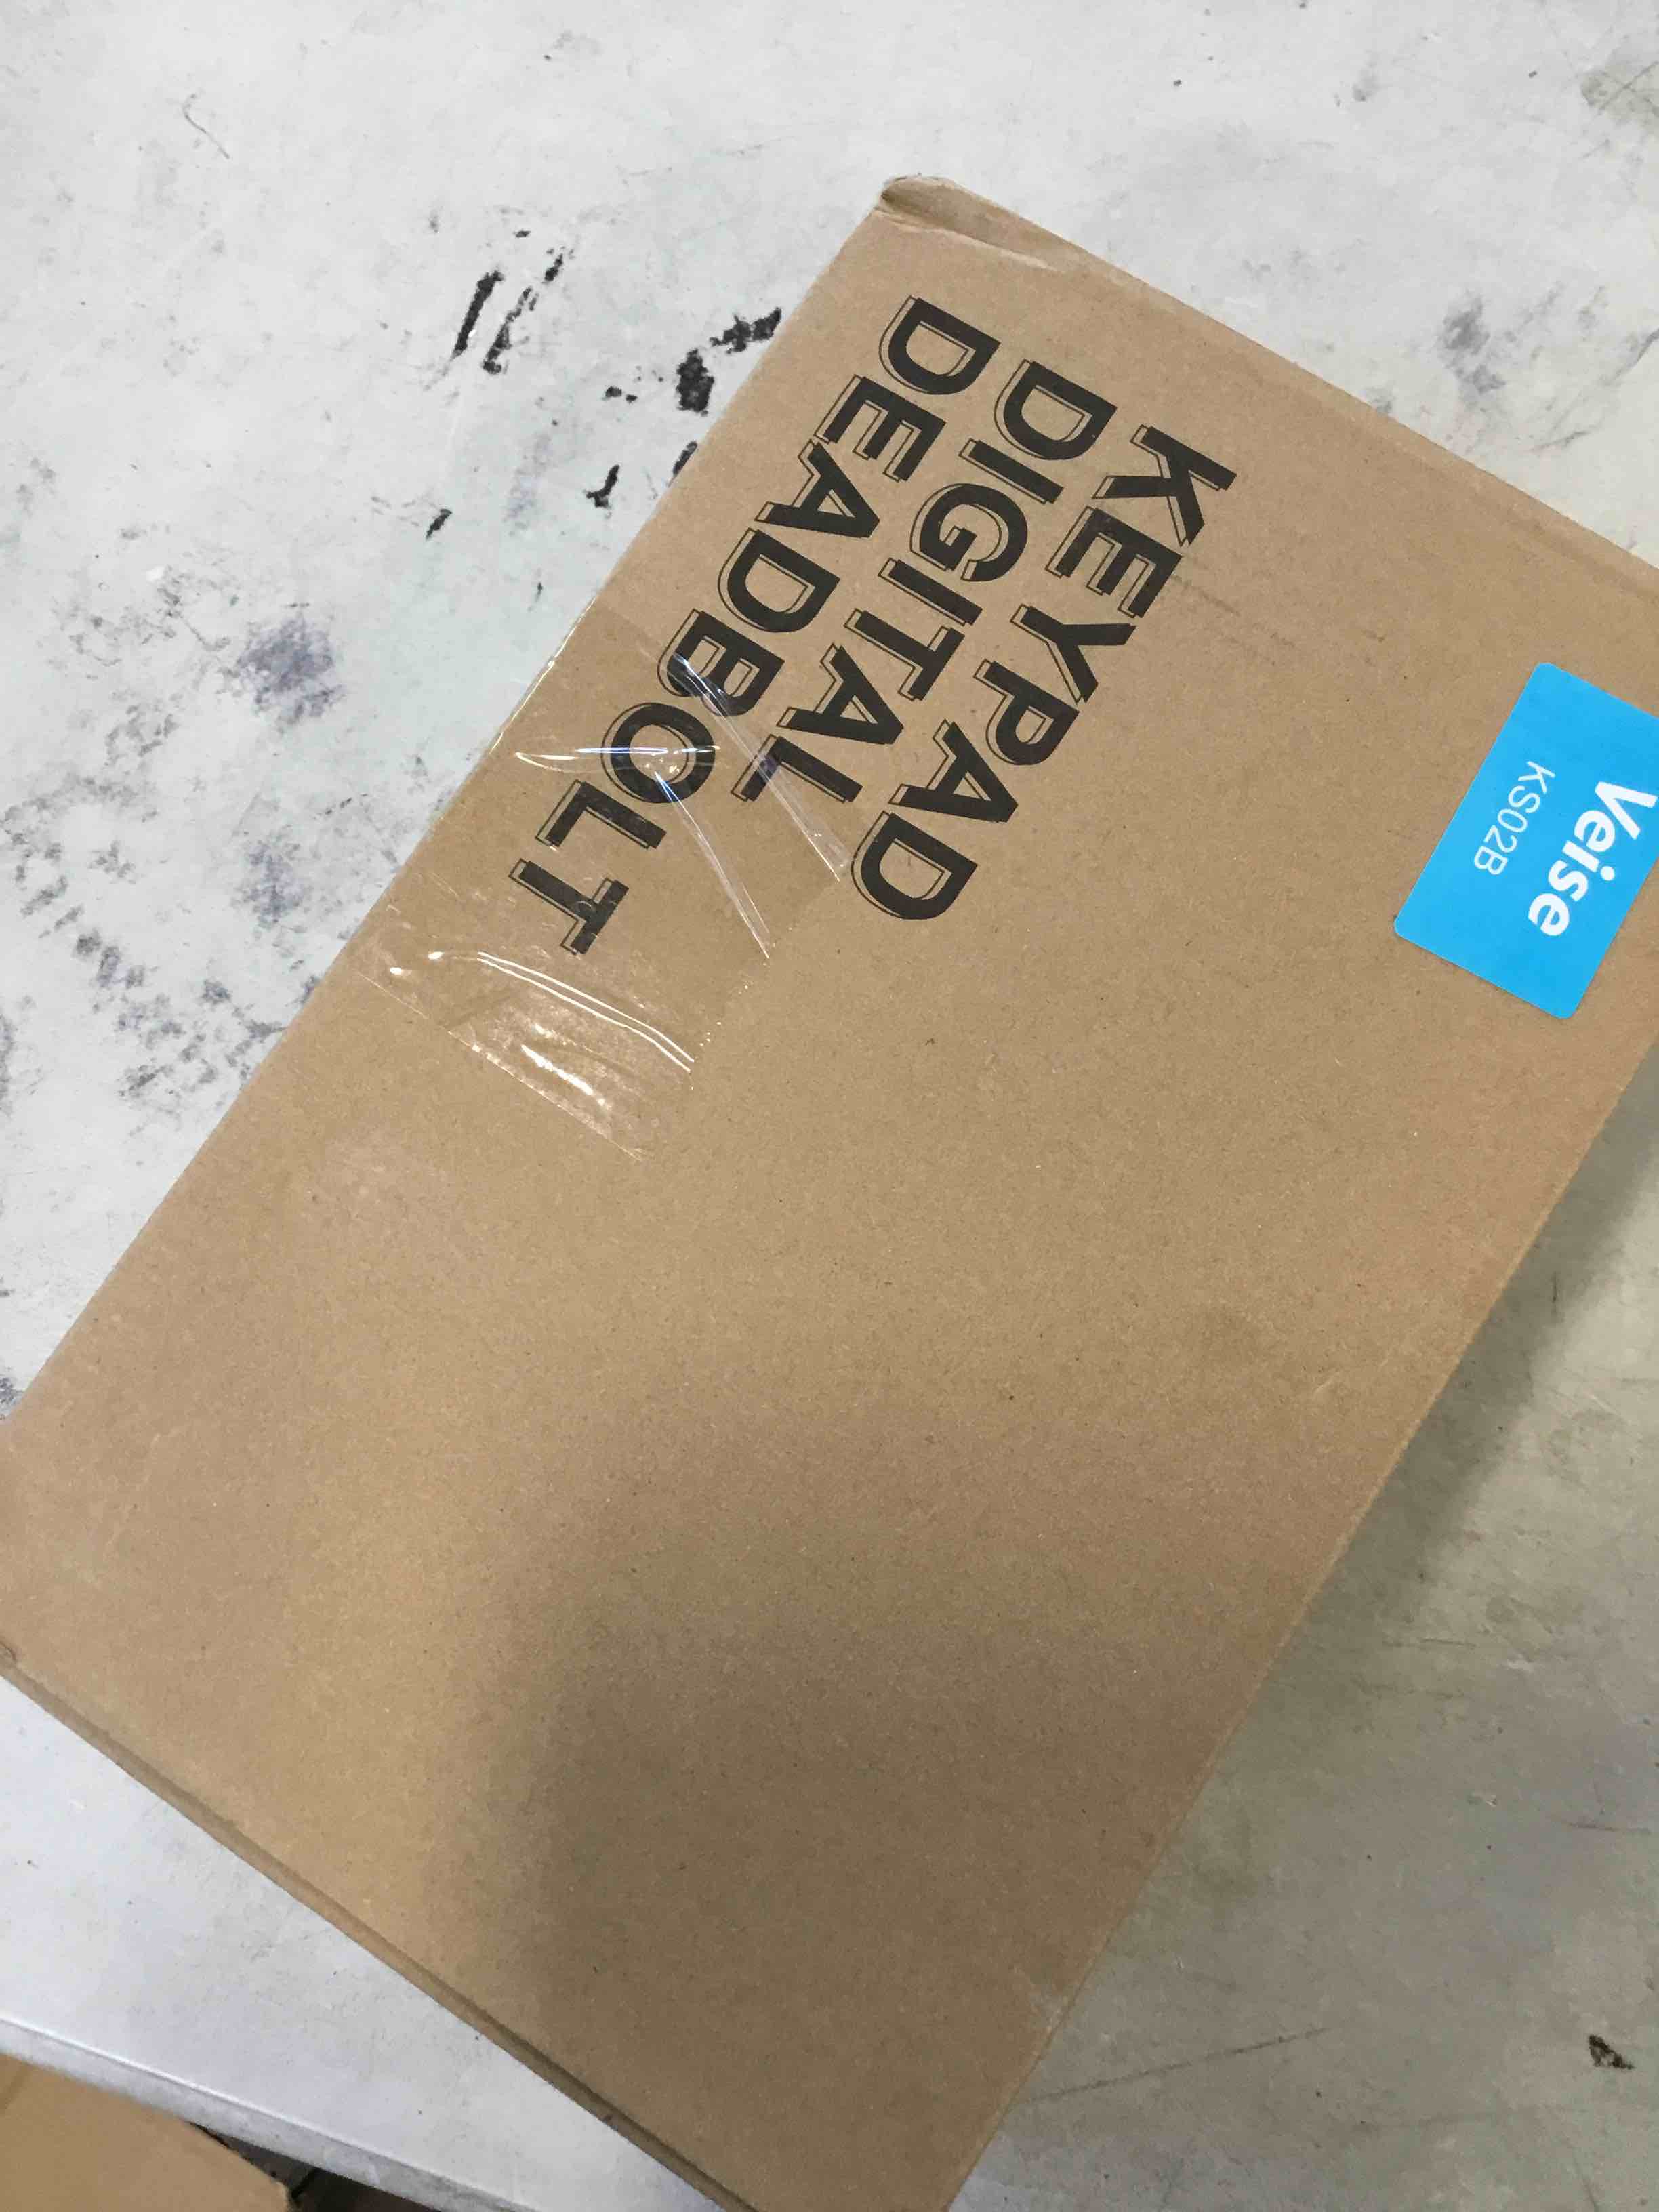 Veise
KS02B
KEYPAD
DIGITAL
DEADBOLT